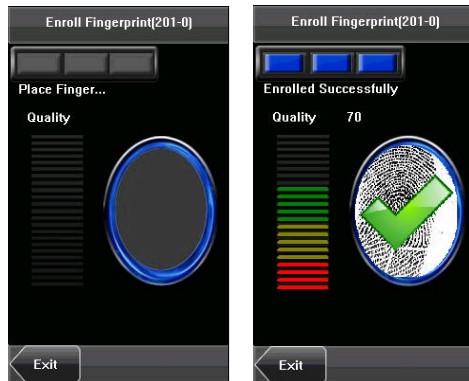 Enroll Fingerprint(201-0)
Place Finger...
Quality
Exit
Enroll Fingerprint(201-0)
Enrolled Successfully
Quality 70
Exit